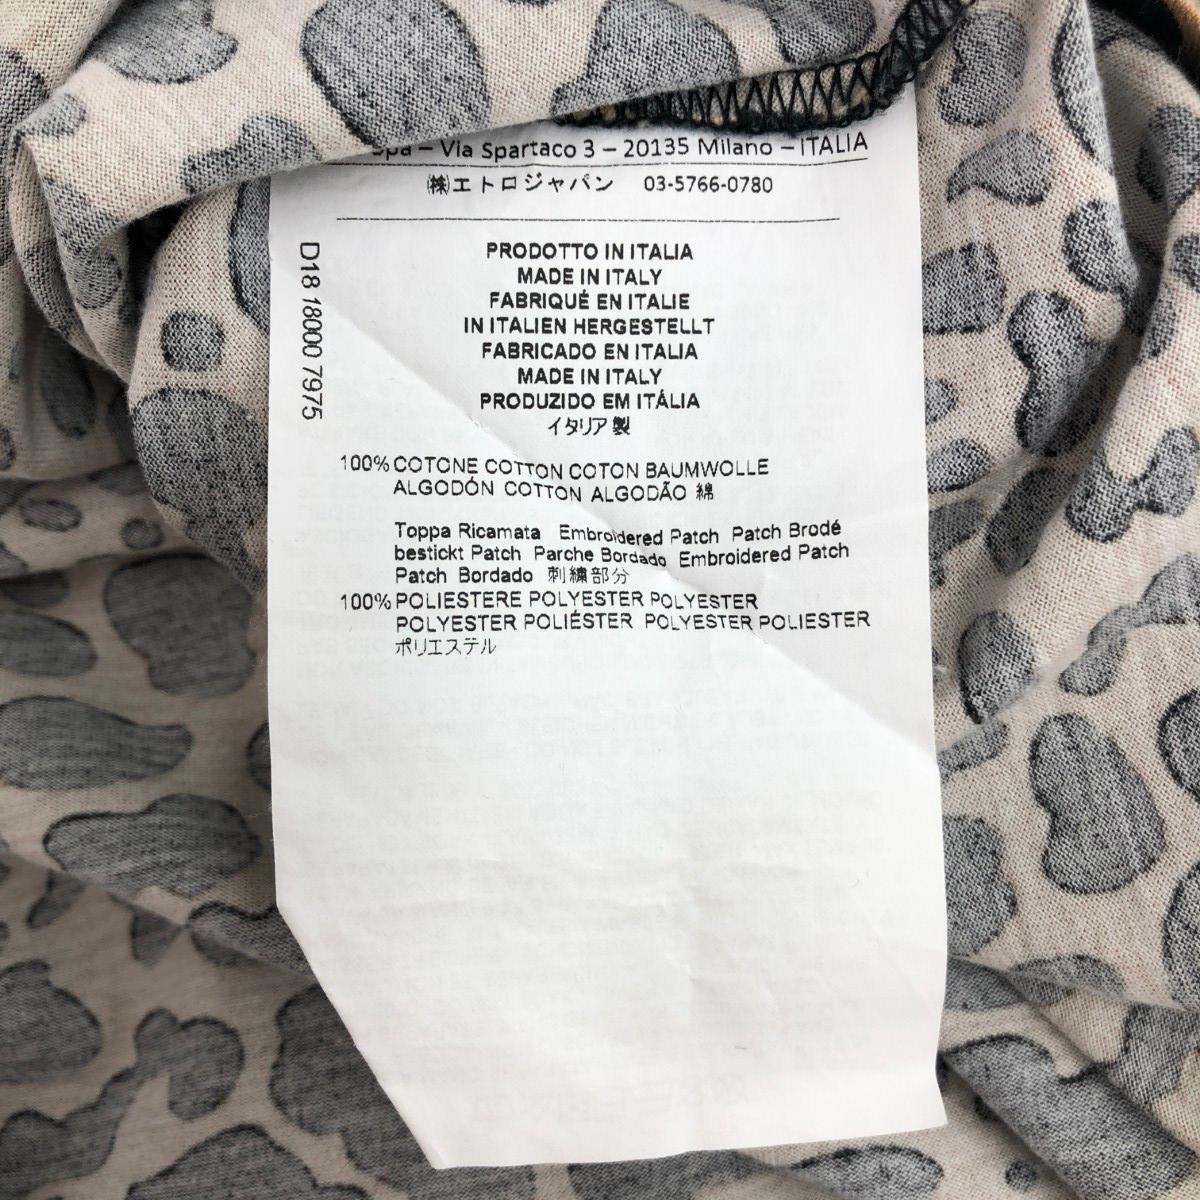 spa – Via Spartaco 3 – 20135 Milano – ITALIA
㈱エトロジャパン 03-5766-0780
PRODOTTO IN ITALIA
MADE IN ITALY
FABRIQUÉ EN ITALIE
IN ITALIEN HERGESTELLT
FABRICADO EN ITALIA
MADE IN ITALY
PRODUZIDO EM ITÁLIA
イタリア製
D18 18000 7975
100% COTONE COTTON COTON BAUMWOLLE
ALGODÓN COTTON ALGODÃO 綿
Toppa Ricamata Embroidered Patch Patch Brodé
bestickt Patch Parche Bordado Embroidered Patch
Patch Bordado 刺繍部分
100% POLIESTERE POLYESTER POLYESTER
POLYESTER POLIÉSTER POLYESTER POLIESTER
ポリエステル